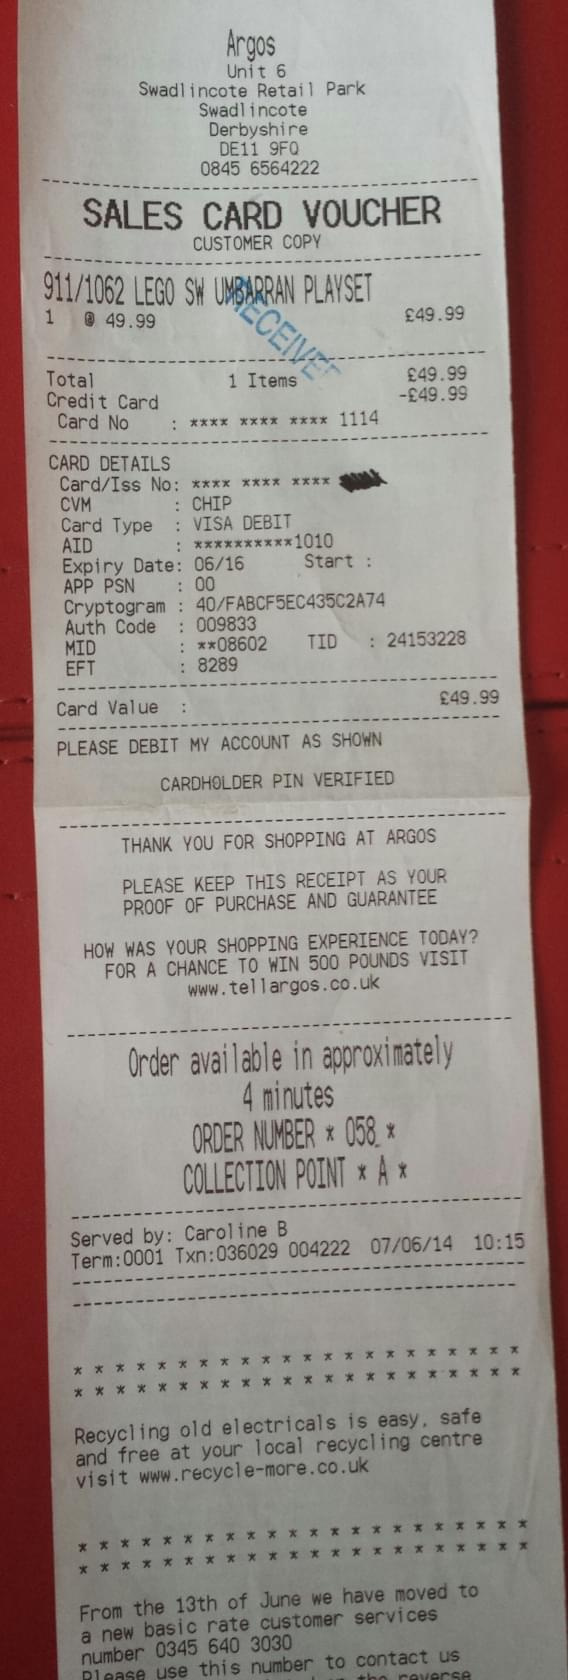 Argos
Unit 6
Swadlincote Retail Park
Swadlincote
Derbyshire
DE11 9FQ
0845 6564222
SALES CARD VOUCHER
CUSTOMER COPY
911/1062 LEGO SW UMBARRAN PLAYSET
1 @ 49.99 £49.99
RECEIVED
Total 1 Items £49.99
Credit Card -£49.99
Card No : **** **** **** 1114
CARD DETAILS
Card/Iss No: **** **** ****
CVM : CHIP
Card Type : VISA DEBIT
AID : **********1010
Expiry Date: 06/16 Start :
APP PSN : 00
Cryptogram : 40/FABCF5EC435C2A74
Auth Code : 009833
MID : **08602 TID : 24153228
EFT : 8289
Card Value : £49.99
PLEASE DEBIT MY ACCOUNT AS SHOWN
CARDHOLDER PIN VERIFIED
THANK YOU FOR SHOPPING AT ARGOS
PLEASE KEEP THIS RECEIPT AS YOUR
PROOF OF PURCHASE AND GUARANTEE
HOW WAS YOUR SHOPPING EXPERIENCE TODAY?
FOR A CHANCE TO WIN 500 POUNDS VISIT
www.tellargos.co.uk
Order available in approximately
4 minutes
ORDER NUMBER * 058 *
COLLECTION POINT * A *
Served by: Caroline B
Term:0001 Txn:036029 004222 07/06/14 10:15
* * * * * * * * * * * * * * * * * * * * * *
* * * * * * * * * * * * * * * * * * * * * *
Recycling old electricals is easy, safe
and free at your local recycling centre
visit www.recycle-more.co.uk
* * * * * * * * * * * * * * * * * * * * * *
* * * * * * * * * * * * * * * * * * * * * *
From the 13th of June we have moved to
a new basic rate customer services
number 0345 640 3030
Please use this number to contact us
the reverse